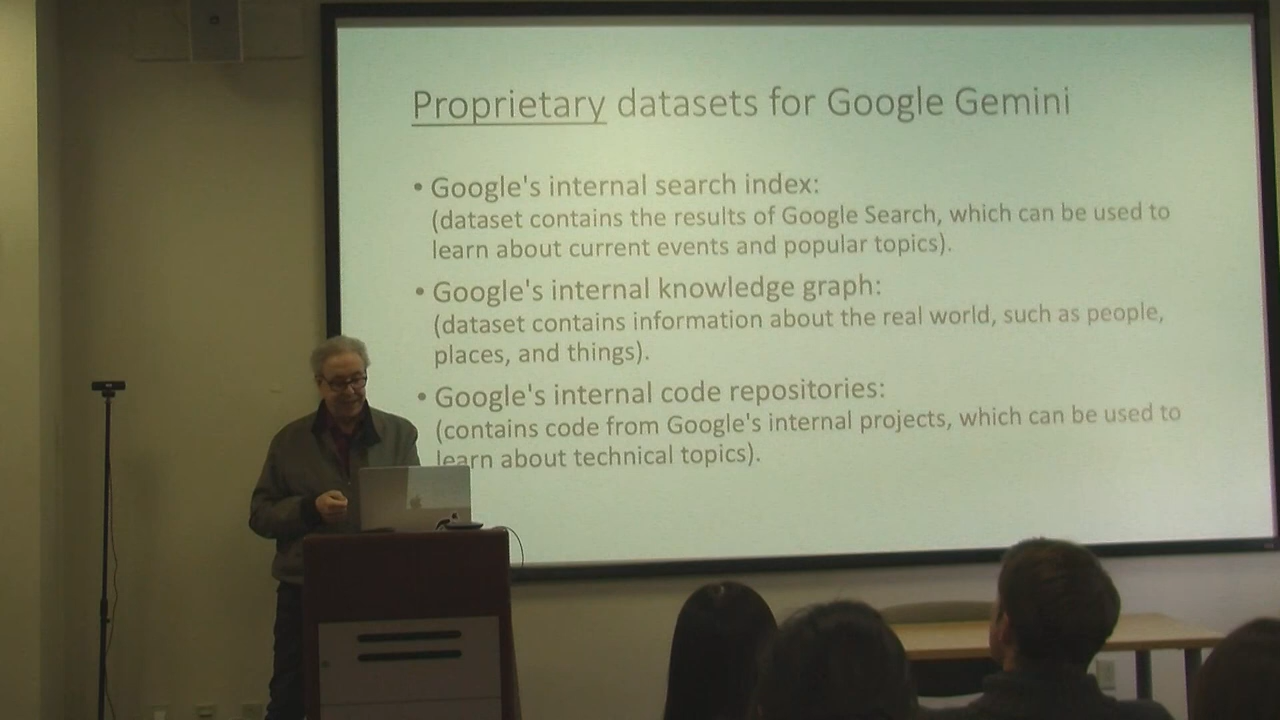 Proprietary datasets for Google Gemini
• Google's internal search index:
(dataset contains the results of Google Search, which can be used to
learn about current events and popular topics).
• Google's internal knowledge graph:
(dataset contains information about the real world, such as people,
places, and things).
• Google's internal code repositories:
(contains code from Google's internal projects, which can be used to
learn about technical topics).